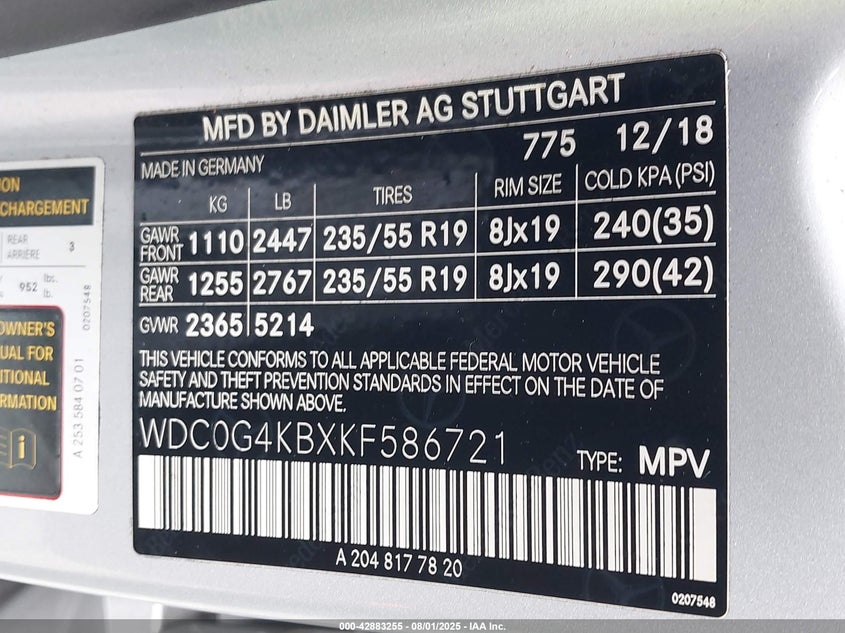 MFD BY DAIMLER AG STUTTGART
775 12/18
MADE IN GERMANY
KG LB TIRES RIM SIZE COLD KPA (PSI)
GAWR FRONT 1110 2447 235/55 R19 8Jx19 240(35)
GAWR REAR 1255 2767 235/55 R19 8Jx19 290(42)
GVWR 2365 5214
THIS VEHICLE CONFORMS TO ALL APPLICABLE FEDERAL MOTOR VEHICLE
SAFETY AND THEFT PREVENTION STANDARDS IN EFFECT ON THE DATE OF
MANUFACTURE SHOWN ABOVE.
WDC0G4KBXKF586721
TYPE: MPV
A 204 817 78 20
0207548
CHARGEMENT
REAR 3
ARRIÈRE
952 lbs.
lb.
0207548
OWNER'S
FOR
A 253 584 07 01
000-42883255 - 08/01/2025 - IAA Inc.